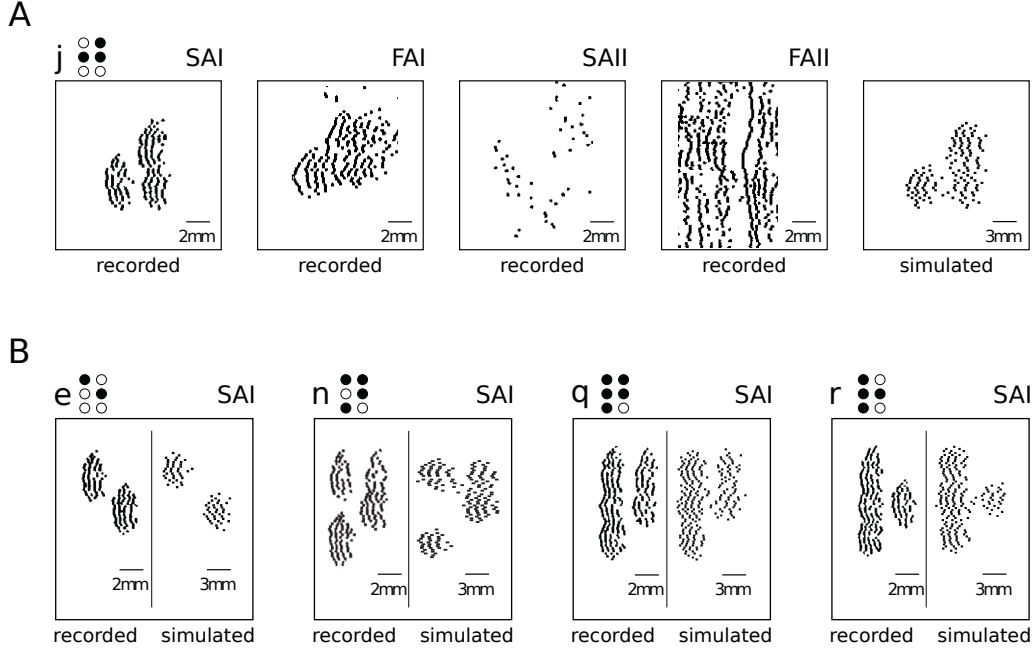 A
j SAI FAI SAII FAII
2mm 2mm 2mm 2mm 3mm
recorded recorded recorded recorded simulated
B
e SAI n SAI q SAI r SAI
2mm 3mm 2mm 3mm 2mm 3mm 2mm 3mm
recorded simulated recorded simulated recorded simulated recorded simulated